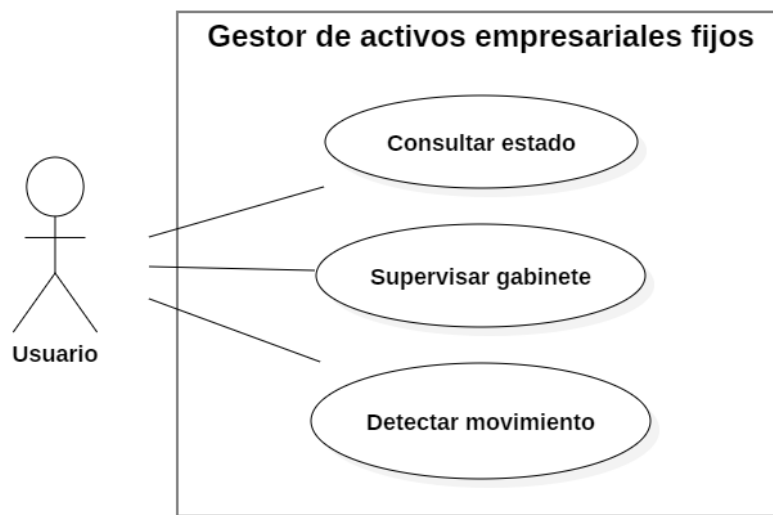 Gestor de activos empresariales fijos
Consultar estado
Supervisar gabinete
Usuario
Detectar movimiento